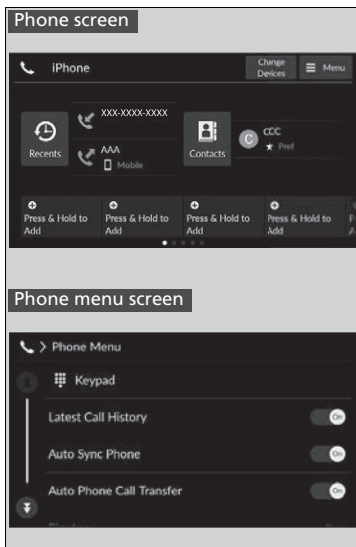 Phone screen
iPhone
Change
Devices
Menu
XXX-XXXX-XXXX
Recents
AAA
Mobile
Contacts
C
CCC
★ Pref
Press & Hold to
Add
Press & Hold to
Add
Press & Hold to
Add
Press & Hold to
Add
Phone menu screen
> Phone Menu
Keypad
Latest Call History
On
Auto Sync Phone
On
Auto Phone Call Transfer
On